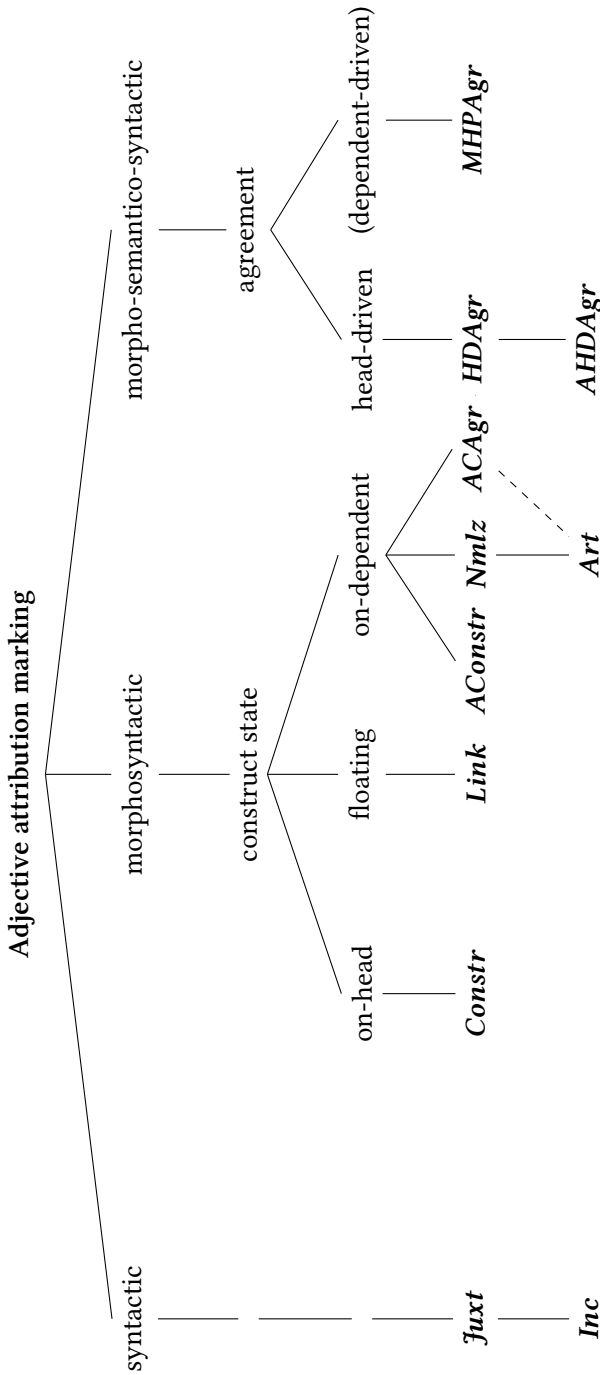 Adjective attribution marking
syntactic morphosyntactic morpho-semantico-syntactic
construct state agreement
on-head floating on-dependent head-driven (dependent-driven)
Juxt Constr Link AConstr Nmlz ACAgr HDAgr MHPAgr
Inc Art AHDAgr